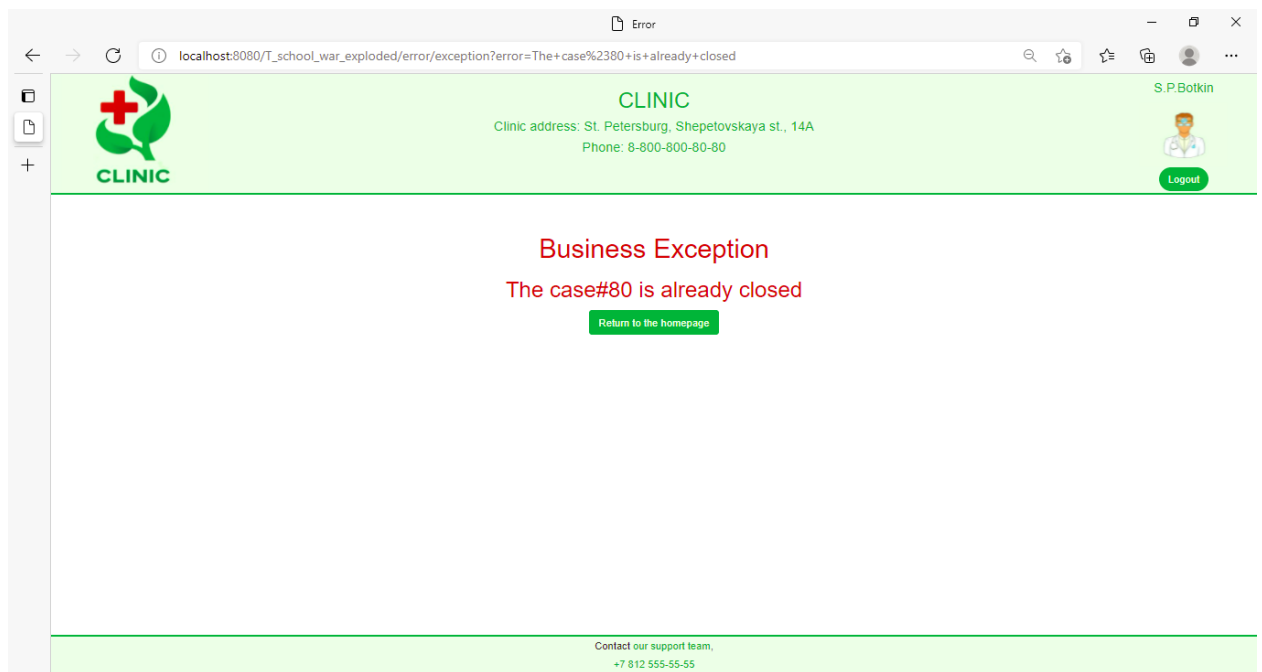 Error
localhost:8080/T_school_war_exploded/error/exception?error=The+case%2380+is+already+closed
CLINIC
CLINIC
Clinic address: St. Petersburg, Shepetovskaya st., 14A
Phone: 8-800-800-80-80
S.P.Botkin
Logout
Business Exception
The case#80 is already closed
Return to the homepage
Contact our support team,
+7 812 555-55-55